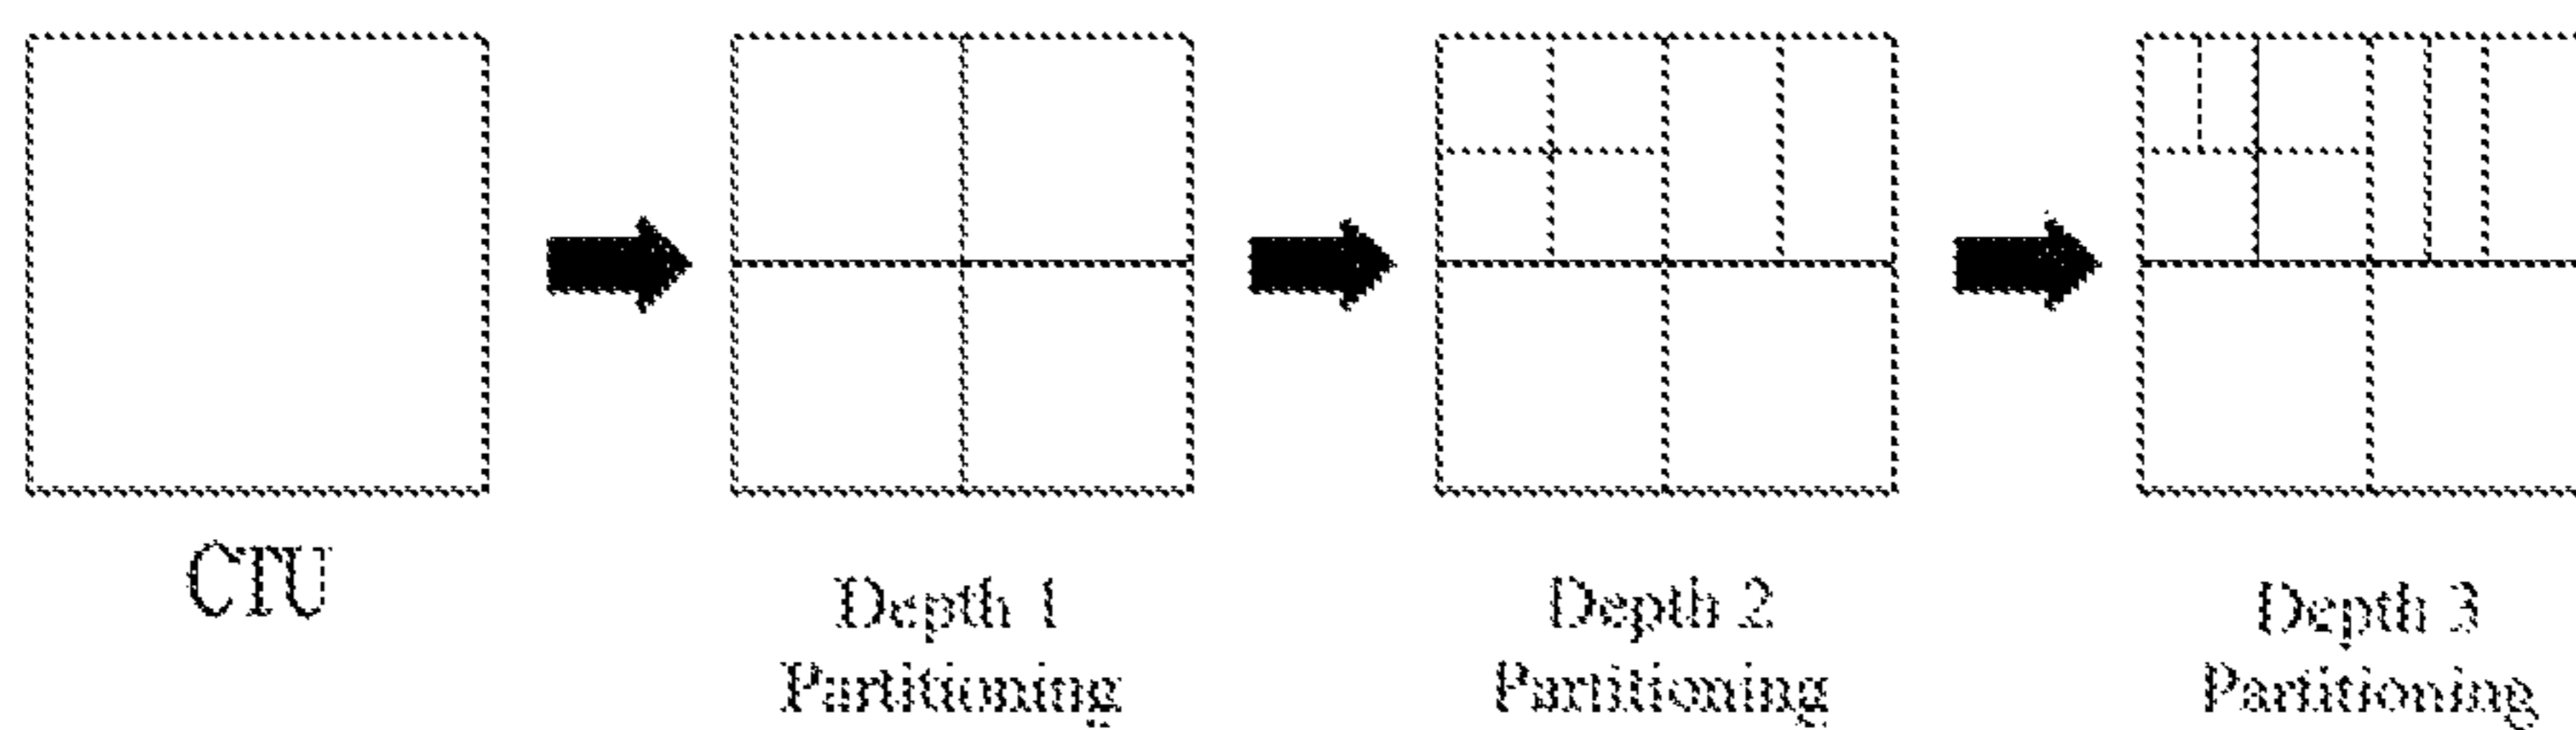 CTU
Depth 1
Partitioning
Depth 2
Partitioning
Depth 3
Partitioning